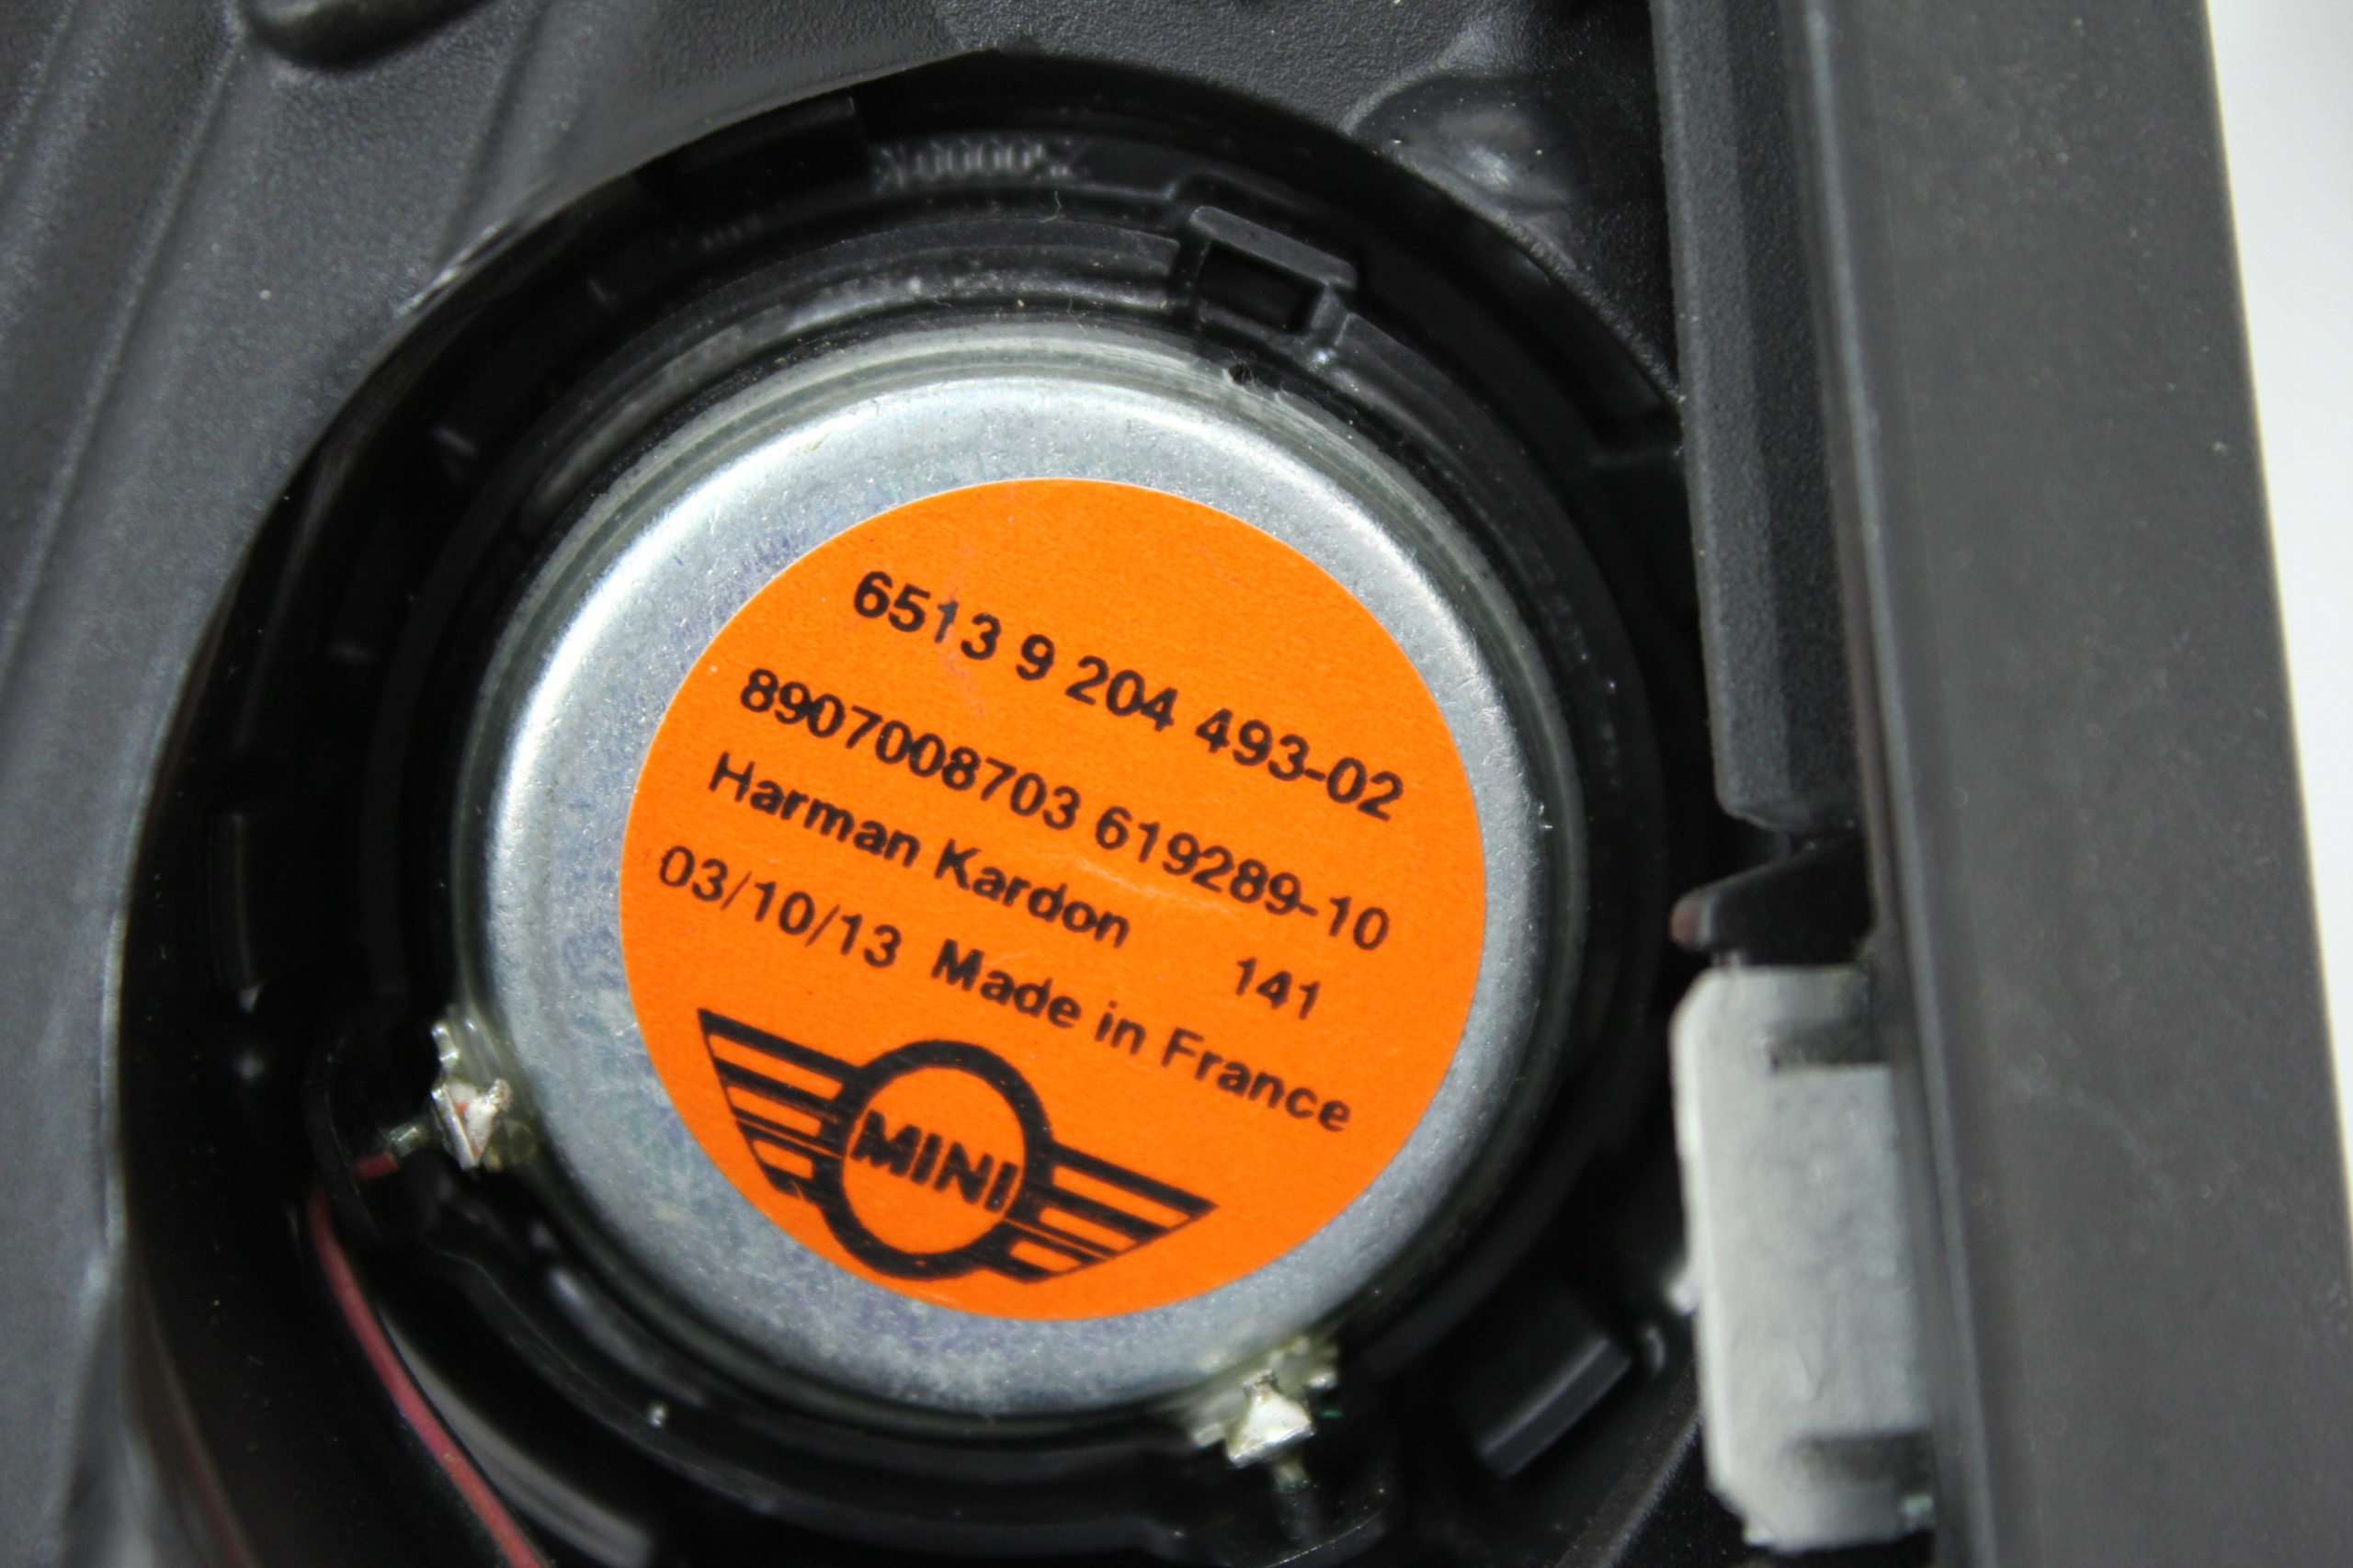 6513 9 204 493-02
8907008703 619289-10
Harman Kardon 141
03/10/13 Made in France
MINI